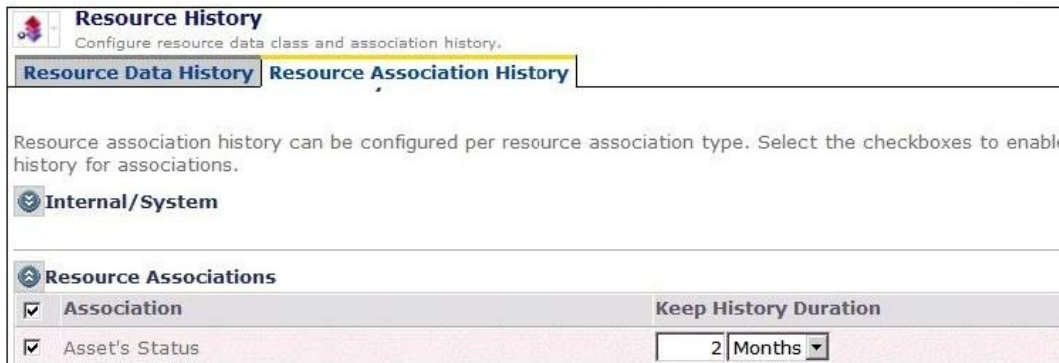 Resource History
Configure resource data class and association history.
Resource Data History Resource Association History
Resource association history can be configured per resource association type. Select the checkboxes to enable
history for associations.
Internal/System
Resource Associations
Association Keep History Duration
Asset's Status 2 Months